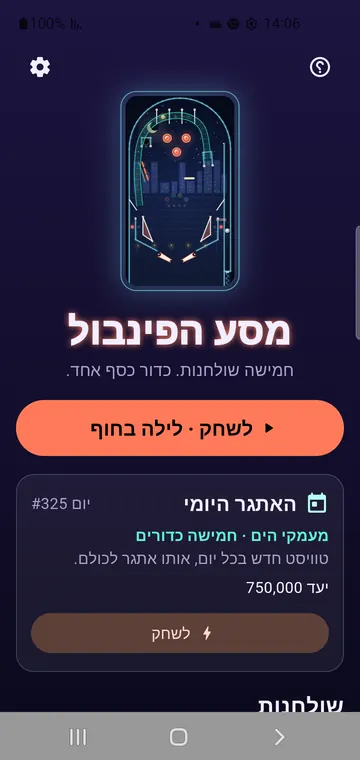 100% 14:06
מסע הפינבול
חמישה שולחנות. כדור כסף אחד.
לשחק · לילה בחוף
האתגר היומי
יום 325#
מעמקי הים · חמישה כדורים
טוויסט חדש בכל יום, אותו אתגר לכולם.
יעד 750,000
לשחק
שולחנות